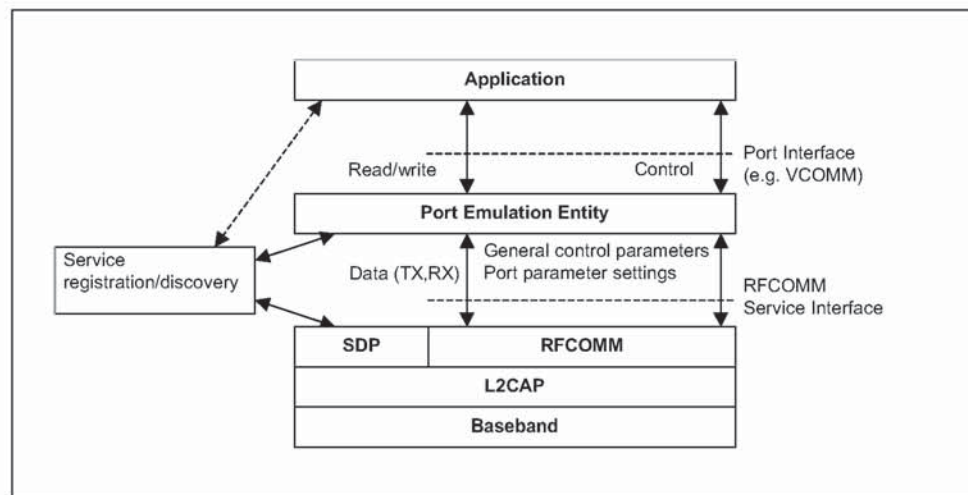 Application
Read/write
Control
Port Interface
(e.g. VCOMM)
Port Emulation Entity
Service
registration/discovery
Data (TX,RX)
General control parameters
Port parameter settings
RFCOMM
Service Interface
SDP
RFCOMM
L2CAP
Baseband